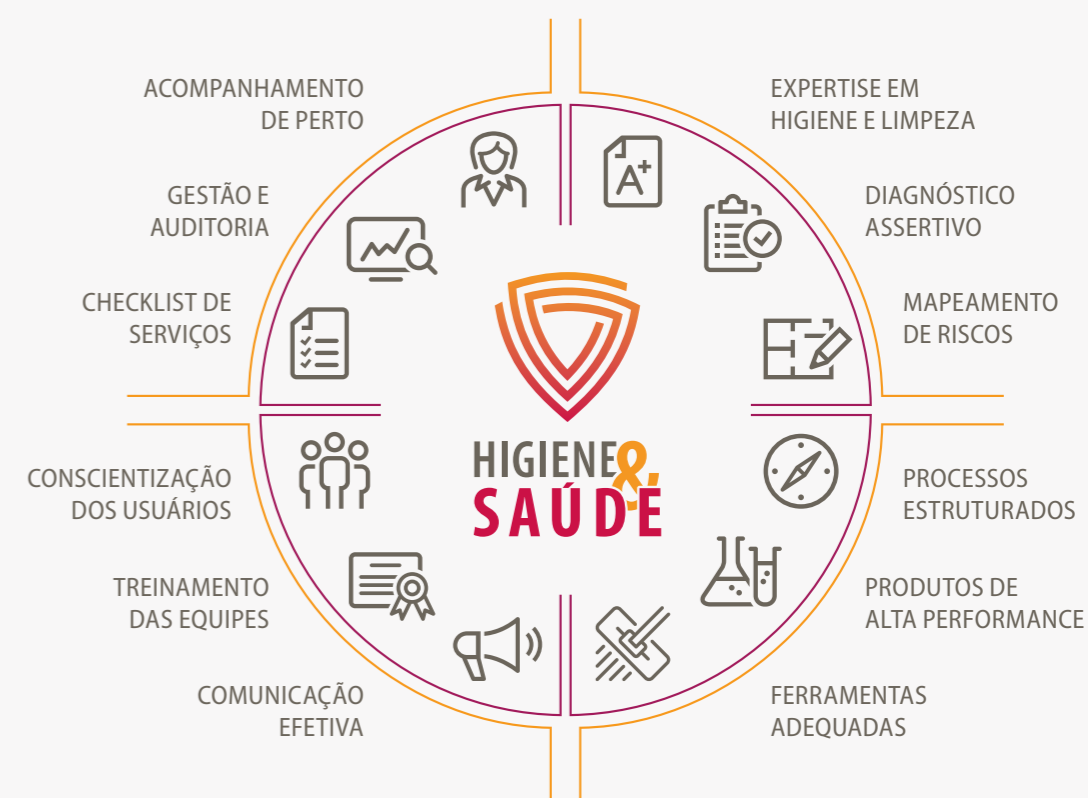 ACOMPANHAMENTO
DE PERTO
EXPERTISE EM
HIGIENE E LIMPEZA
GESTÃO E
AUDITORIA
DIAGNÓSTICO
ASSERTIVO
CHECKLIST DE
SERVIÇOS
MAPEAMENTO
DE RISCOS
A+
HIGIENE &
SAÚDE
CONSCIENTIZAÇÃO
DOS USUÁRIOS
PROCESSOS
ESTRUTURADOS
TREINAMENTO
DAS EQUIPES
PRODUTOS DE
ALTA PERFORMANCE
COMUNICAÇÃO
EFETIVA
FERRAMENTAS
ADEQUADAS